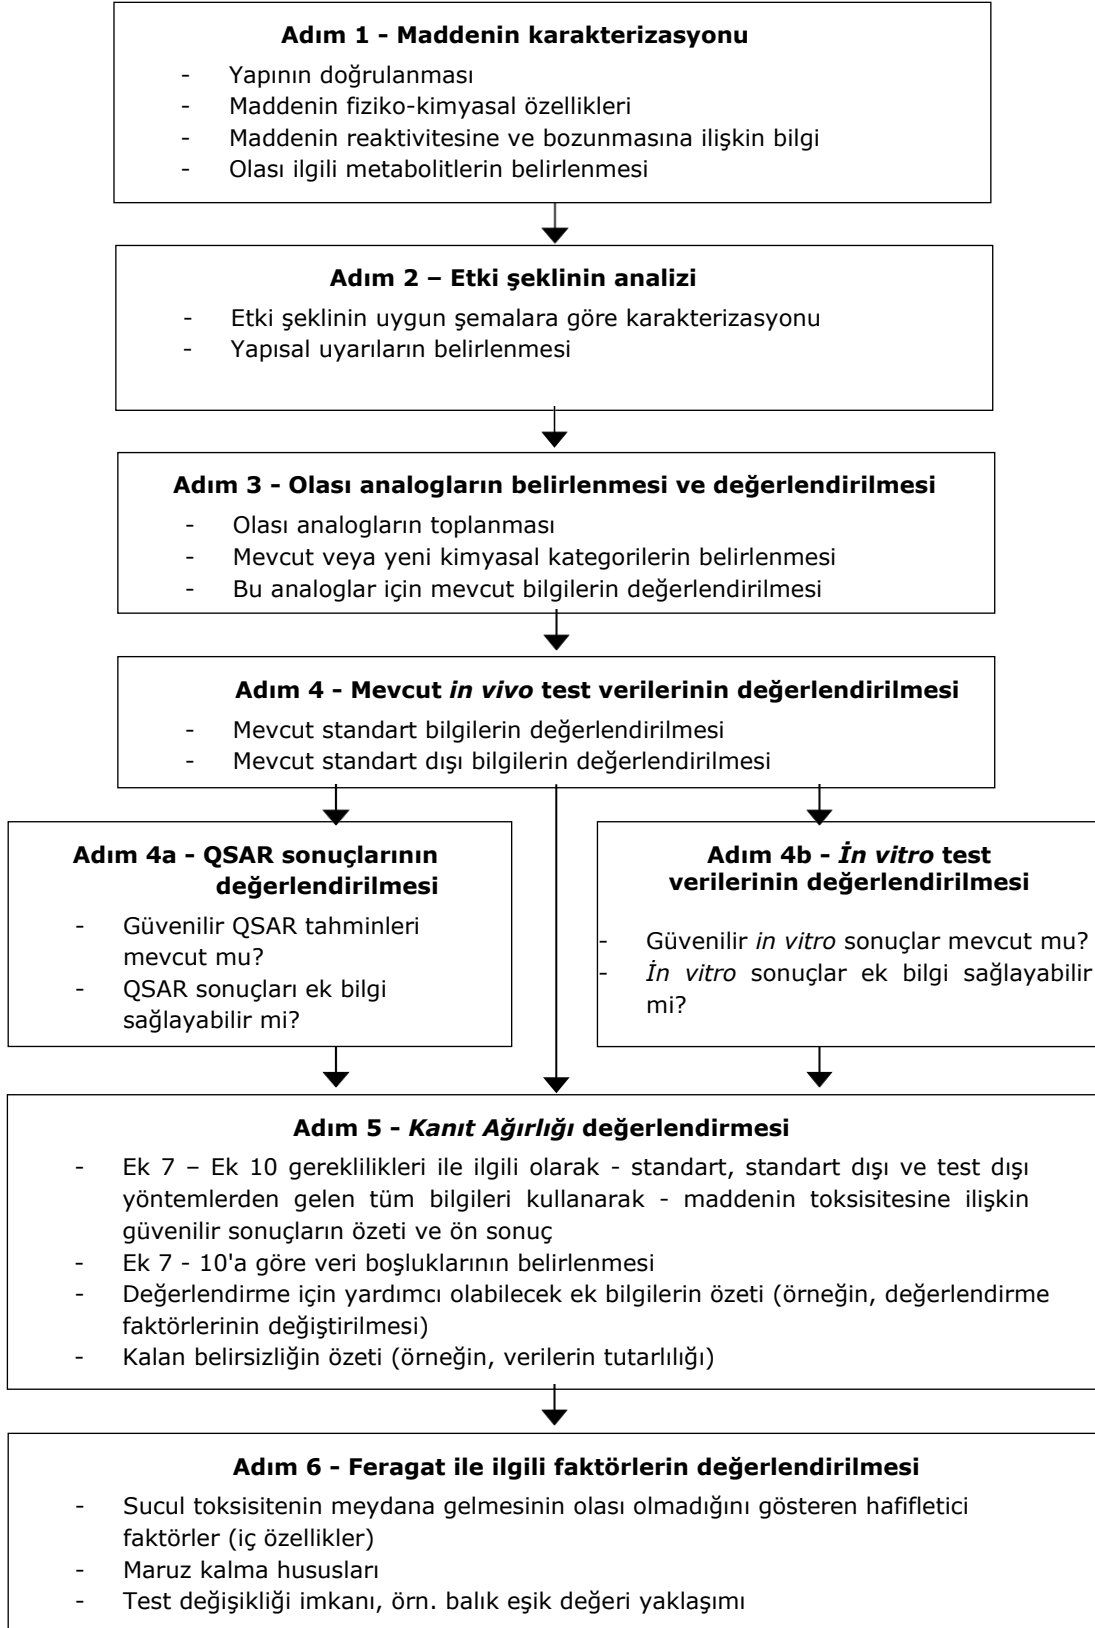 Adım 1 - Maddenin karakterizasyonu
- Yapının doğrulanması
- Maddenin fiziko-kimyasal özellikleri
- Maddenin reaktivitesine ve bozunmasına ilişkin bilgi
- Olası ilgili metabolitlerin belirlenmesi
Adım 2 – Etki şeklinin analizi
- Etki şeklinin uygun şemalara göre karakterizasyonu
- Yapısal uyarıların belirlenmesi
Adım 3 - Olası analogların belirlenmesi ve değerlendirilmesi
- Olası analogların toplanması
- Mevcut veya yeni kimyasal kategorilerin belirlenmesi
- Bu analoglar için mevcut bilgilerin değerlendirilmesi
Adım 4 - Mevcut in vivo test verilerinin değerlendirilmesi
- Mevcut standart bilgilerin değerlendirilmesi
- Mevcut standart dışı bilgilerin değerlendirilmesi
Adım 4a - QSAR sonuçlarının
değerlendirilmesi
- Güvenilir QSAR tahminleri
mevcut mu?
- QSAR sonuçları ek bilgi
sağlayabilir mi?
Adım 4b - İn vitro test
verilerinin değerlendirilmesi
- Güvenilir in vitro sonuçlar mevcut mu?
- İn vitro sonuçlar ek bilgi sağlayabilir
mi?
Adım 5 - Kanıt Ağırlığı değerlendirmesi
- Ek 7 – Ek 10 gereklilikleri ile ilgili olarak - standart, standart dışı ve test dışı
yöntemlerden gelen tüm bilgileri kullanarak - maddenin toksisitesine ilişkin
güvenilir sonuçların özeti ve ön sonuç
- Ek 7 - 10'a göre veri boşluklarının belirlenmesi
- Değerlendirme için yardımcı olabilecek ek bilgilerin özeti (örneğin, değerlendirme
faktörlerinin değiştirilmesi)
- Kalan belirsizliğin özeti (örneğin, verilerin tutarlılığı)
Adım 6 - Feragat ile ilgili faktörlerin değerlendirilmesi
- Sucul toksisitenin meydana gelmesinin olası olmadığını gösteren hafifletici
faktörler (iç özellikler)
- Maruz kalma hususları
- Test değişikliği imkanı, örn. balık eşik değeri yaklaşımı